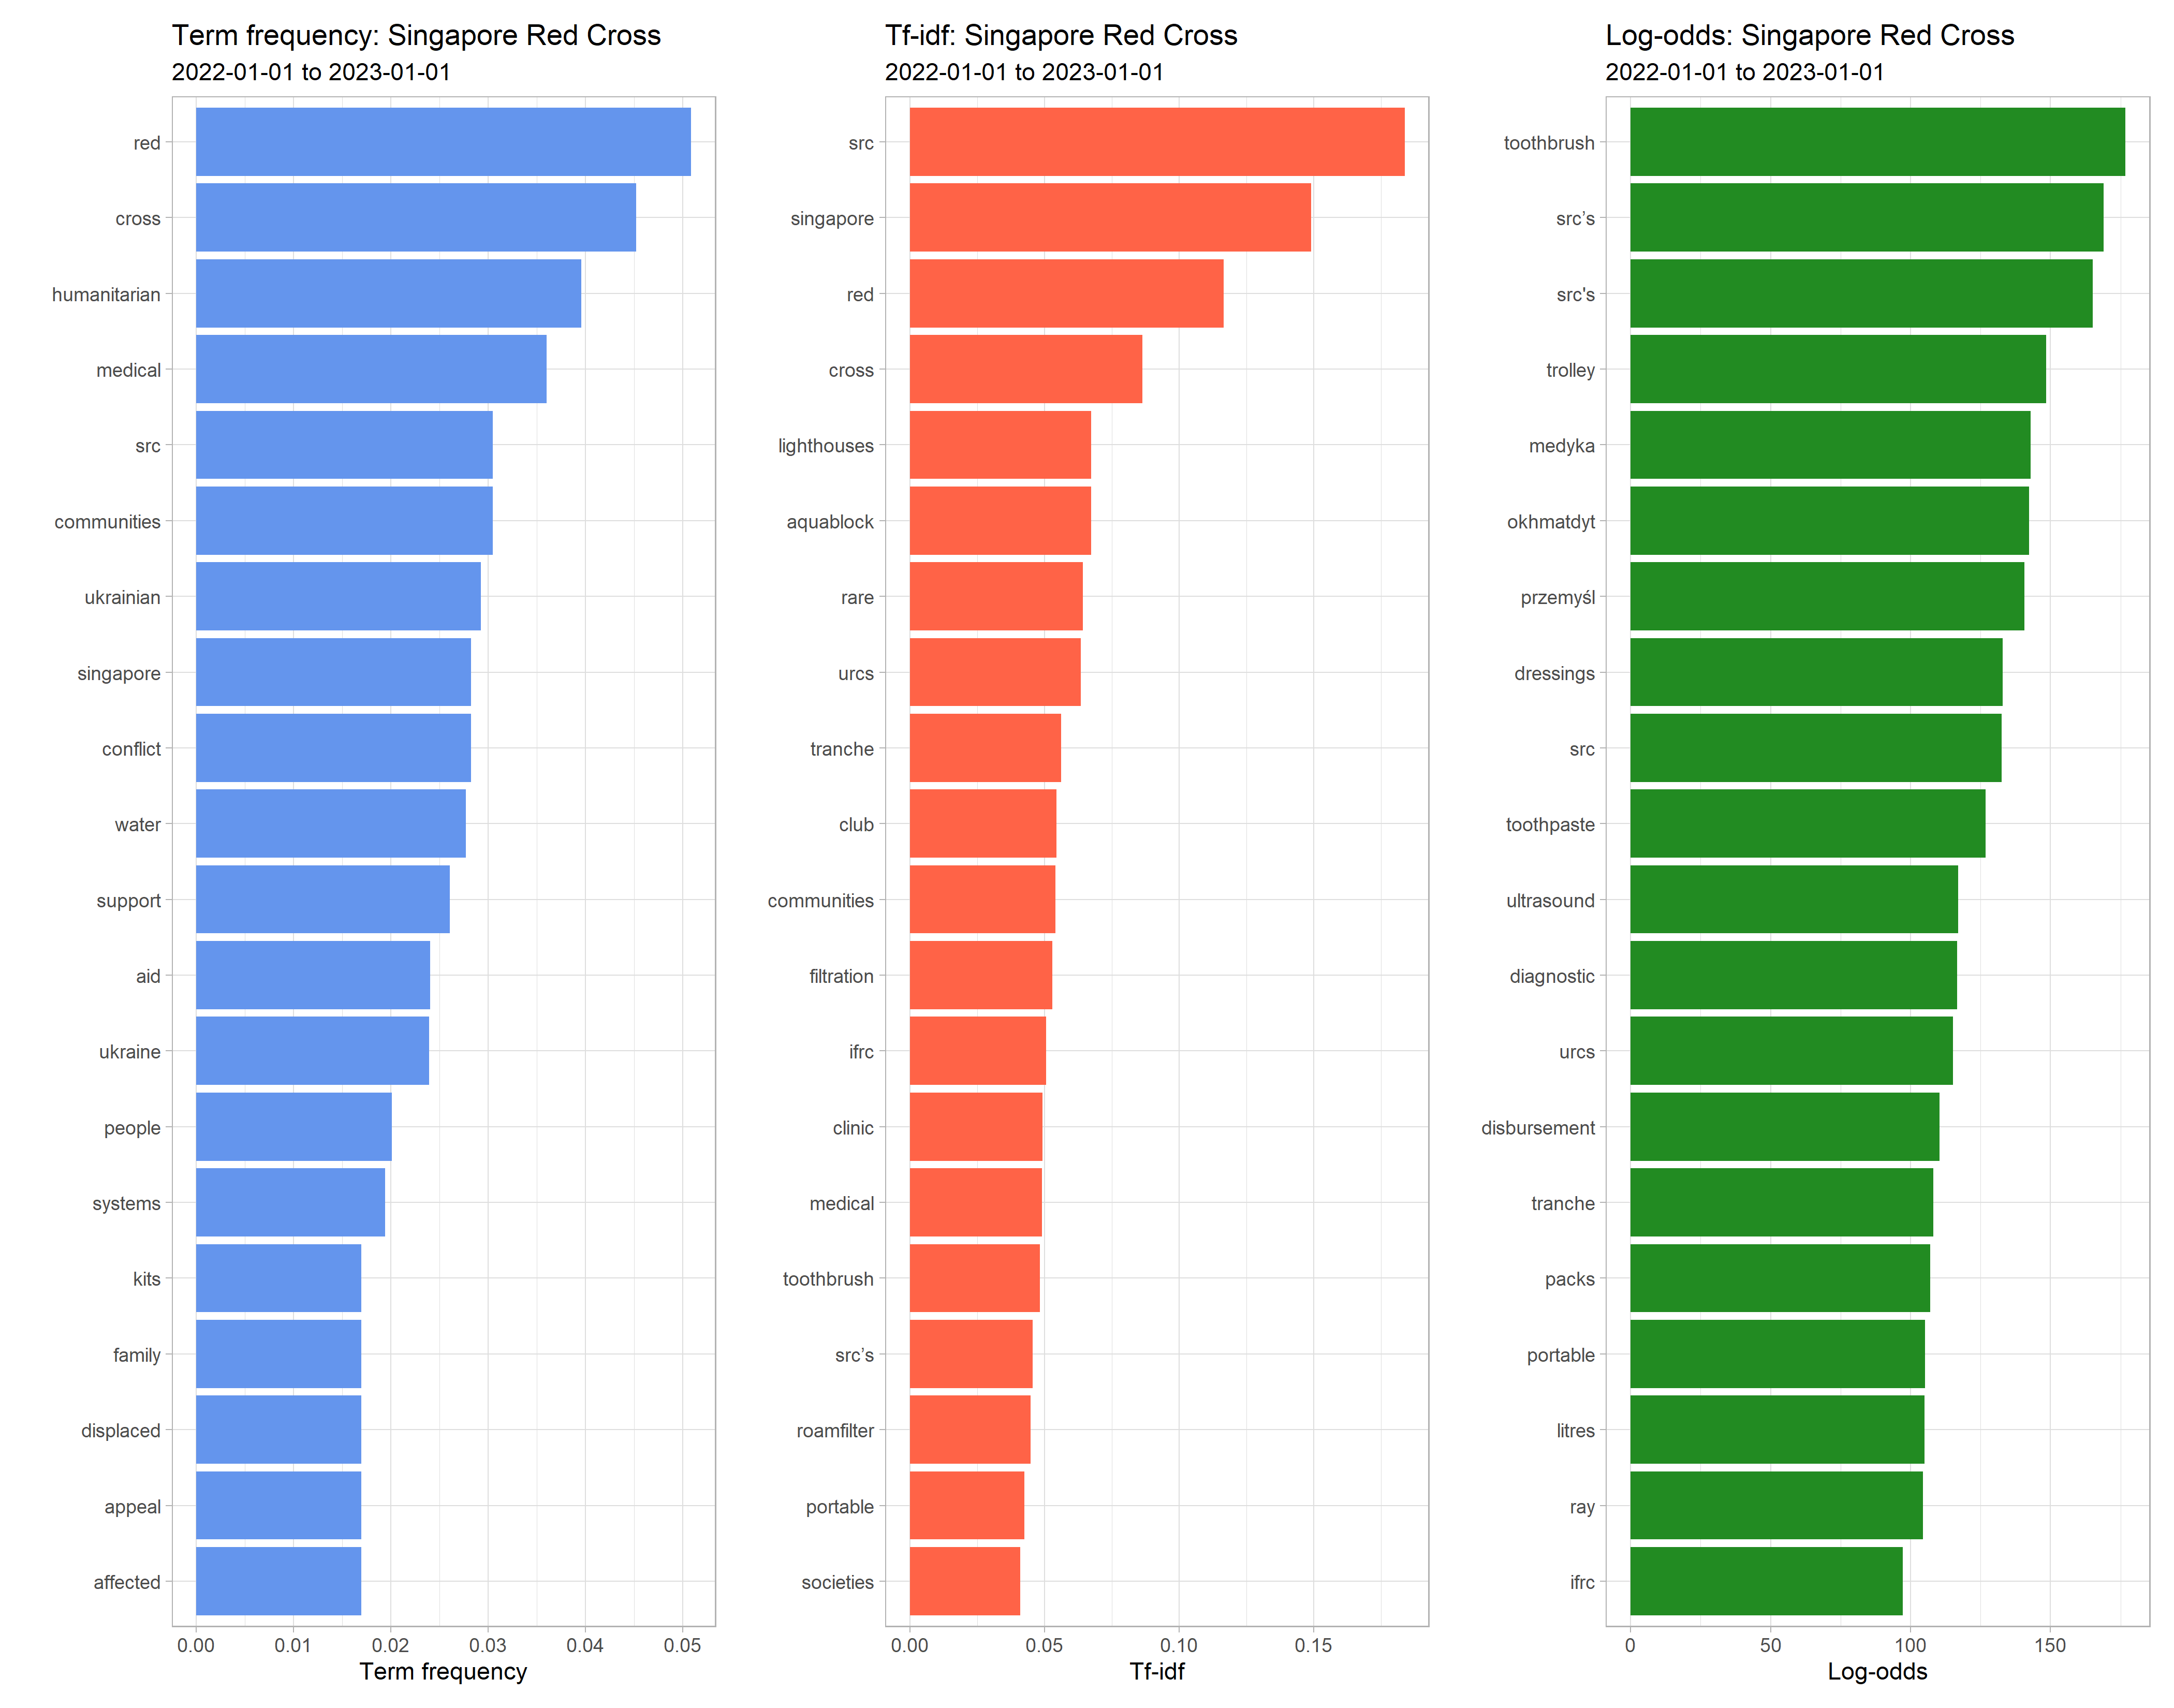 Term frequency: Singapore Red Cross
2022-01-01 to 2023-01-01
red
cross
humanitarian
medical
src
communities
ukrainian
singapore
conflict
water
support
aid
ukraine
people
systems
kits
family
displaced
appeal
affected
0.00 0.01 0.02 0.03 0.04 0.05
Term frequency
Tf-idf: Singapore Red Cross
2022-01-01 to 2023-01-01
src
singapore
red
cross
lighthouses
aquablock
rare
urcs
tranche
club
communities
filtration
ifrc
clinic
medical
toothbrush
src’s
roamfilter
portable
societies
0.00 0.05 0.10 0.15
Tf-idf
Log-odds: Singapore Red Cross
2022-01-01 to 2023-01-01
toothbrush
src’s
src's
trolley
medyka
okhmatdyt
przemyśl
dressings
src
toothpaste
ultrasound
diagnostic
urcs
disbursement
tranche
packs
portable
litres
ray
ifrc
0 50 100 150
Log-odds